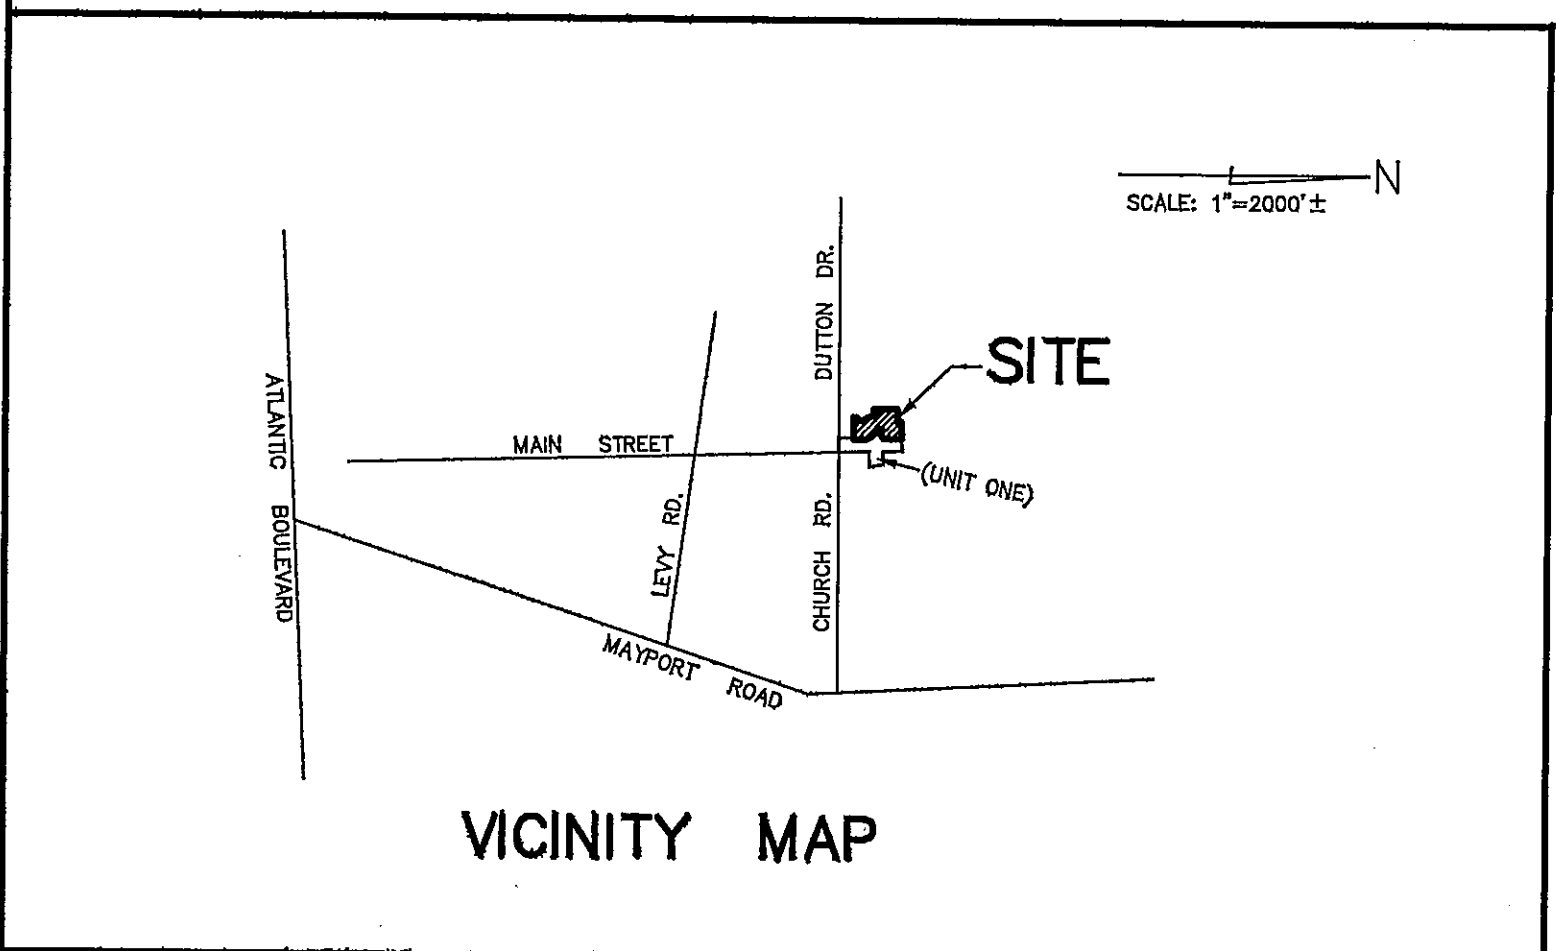 N
SCALE: 1"=2000'±
DUTTON DR.
SITE
ATLANTIC BOULEVARD
MAIN STREET
(UNIT ONE)
LEVY RD.
CHURCH RD.
MAYPORT ROAD
VICINITY MAP